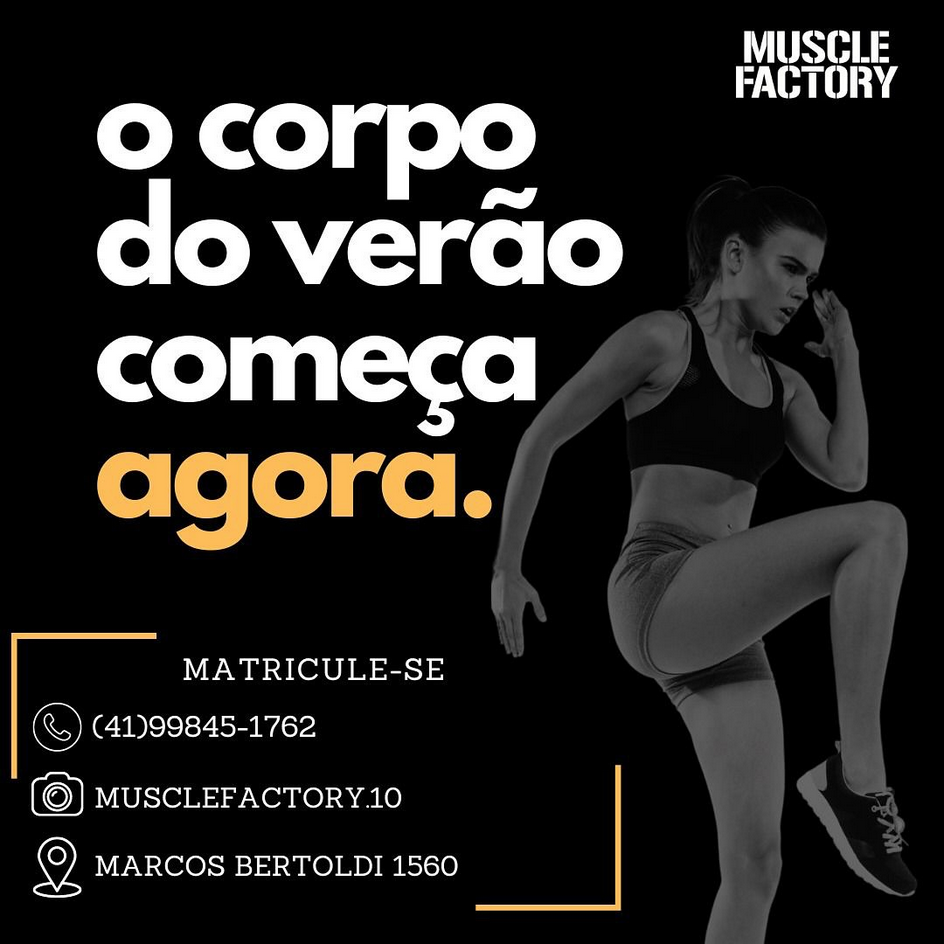 MUSCLE
FACTORY
o corpo
do verão
começa
agora.
MATRICULE-SE
(41)99845-1762
MUSCLEFACTORY.10
MARCOS BERTOLDI 1560